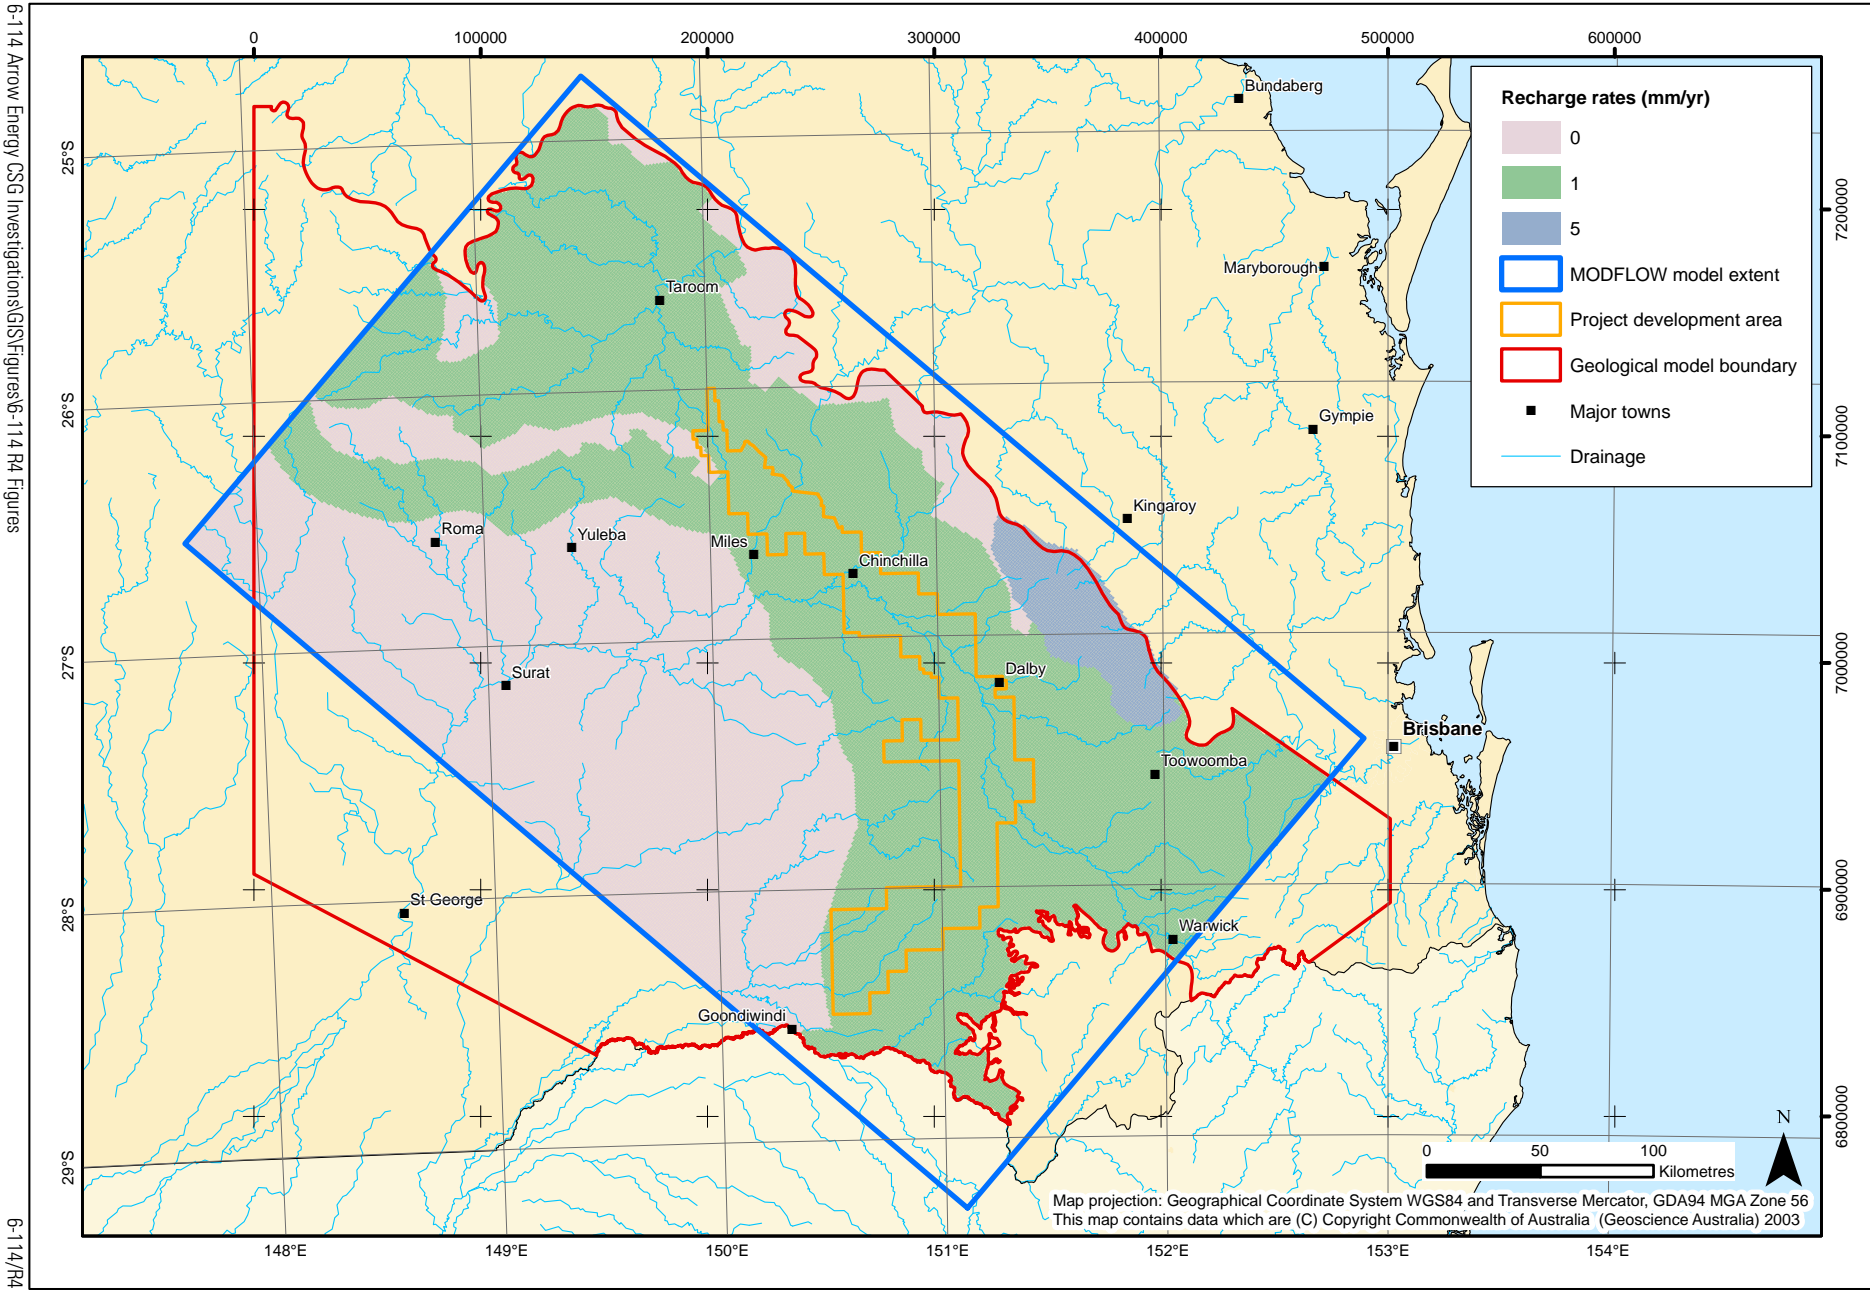 6-114 Arrow Energy CSG Investigations\GIS\Figures\6-114 R4 Figures
6-114/R4
0 100000 200000 300000 400000 500000 600000
25°S
26°S
27°S
28°S
29°S
7200000
7100000
7000000
6900000
6800000
148°E 149°E 150°E 151°E 152°E 153°E 154°E
Recharge rates (mm/yr)
0
1
5
MODFLOW model extent
Project development area
Geological model boundary
Major towns
Drainage
Bundaberg
Maryborough
Taroom
Gympie
Kingaroy
Roma
Yuleba
Miles
Chinchilla
Surat
Dalby
Brisbane
Toowoomba
St George
Warwick
Goondiwindi
N
0 50 100
Kilometres
Map projection: Geographical Coordinate System WGS84 and Transverse Mercator, GDA94 MGA Zone 56
This map contains data which are (C) Copyright Commonwealth of Australia (Geoscience Australia) 2003